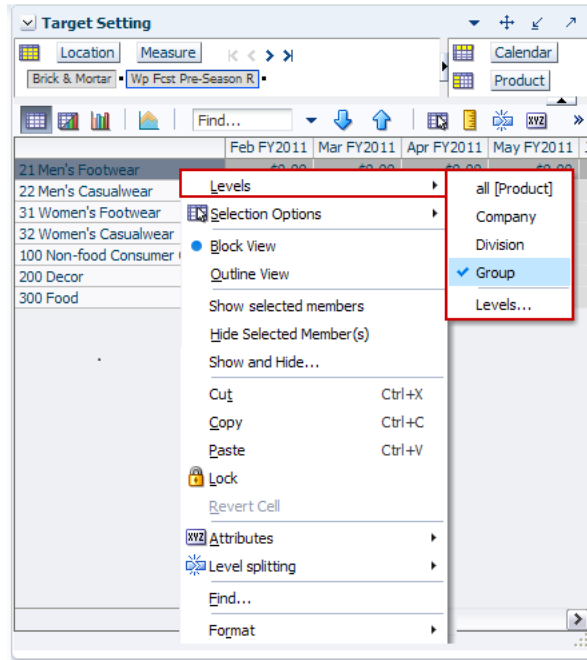 Target Setting
Location Measure
Calendar
Brick & Mortar Wp Fcst Pre-Season R
Product
Find...
XYZ
Feb FY2011 Mar FY2011 Apr FY2011 May FY2011
21 Men's Footwear
22 Men's Casualwear
31 Women's Footwear
32 Women's Casualwear
100 Non-food Consumer
200 Decor
300 Food
Levels
Selection Options
Block View
Outline View
Show selected members
Hide Selected Member(s)
Show and Hide...
Cut Ctrl+X
Copy Ctrl+C
Paste Ctrl+V
Lock
Revert Cell
XYZ Attributes
Level splitting
Find...
Format
all [Product]
Company
Division
Group
Levels...